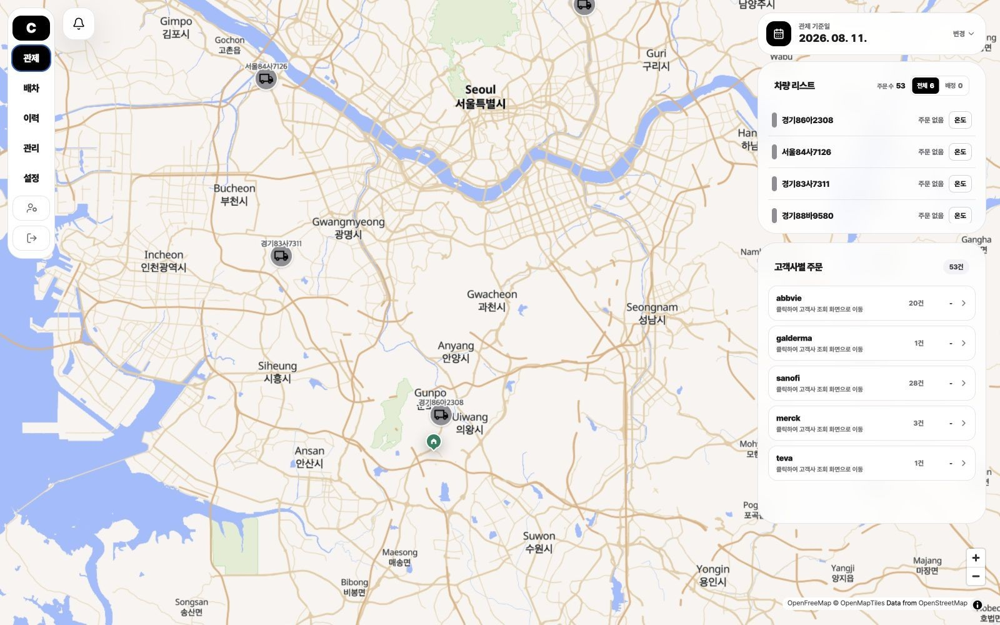 C
관제
배차
이력
관리
설정
Gimpo
김포시
Gochon
고촌읍
서울84사7126
Seoul
서울특별시
Guri
구리시
남양주시
Wabu
Bucheon
부천시
Gwangmyeong
광명시
경기83사7311
Incheon
인천광역시
Gwacheon
과천시
Seongnam
성남시
Anyang
안양시
Siheung
시흥시
Gunpo
경기86아2308
Uiwang
의왕시
Ansan
안산시
Suwon
수원시
Maesong
매송면
Bibong
비봉면
Songsan
송산면
Yongin
용인시
Yangji
양지읍
Majang
마장면
호법면
Gangha
관제 기준일
2026. 08. 11.
변경
차량 리스트
주문 수 53
전체 6
배정 0
경기86아2308 주문 없음 온도
서울84사7126 주문 없음 온도
경기83사7311 주문 없음 온도
경기88바9580 주문 없음 온도
고객사별 주문
53건
abbvie
클릭하여 고객사 조회 화면으로 이동
20건 -
galderma
클릭하여 고객사 조회 화면으로 이동
1건 -
sanofi
클릭하여 고객사 조회 화면으로 이동
28건 -
merck
클릭하여 고객사 조회 화면으로 이동
3건 -
teva
클릭하여 고객사 조회 화면으로 이동
1건 -
+
−
OpenFreeMap © OpenMapTiles Data from OpenStreetMap